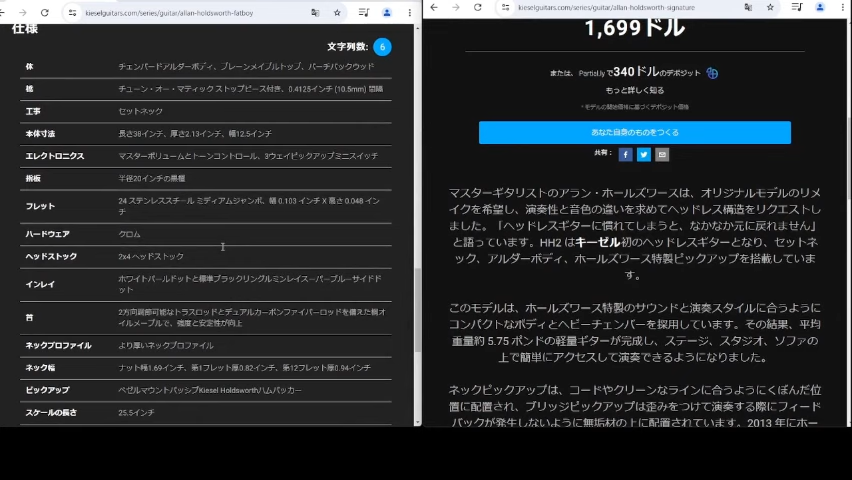 kieselguitars.com/series/guitar/allan-holdsworth-fatboy
仕様
文字列数: 6
体 チェンバードアルダーボディ、プレーンメイプルトップ、バーチバックウッド
チューン・オー・マティック ストップピース付き、0.4125インチ (10.5mm) 間隔
工事 セットネック
本体寸法 長さ38インチ、厚さ2.13インチ、幅12.5インチ
エレクトロニクス マスターボリュームとトーンコントロール、3ウェイピックアップミニスイッチ
指板 半径20インチの黒檀
フレット 24 ステンレススチール ミディアムジャンボ、幅 0.103 インチ X 高さ 0.048 イン
チ
ハードウェア クロム
ヘッドストック 2x4 ヘッドストック
インレイ ホワイトパールドットと標準ブラックリングルミンレイスーパーブルーサイドド
ット
首 2方向調節可能なトラスロッドとデュアルカーボンファイバーロッドを備えた桐オ
イルメープルで、強度と安定性が向上
ネックプロファイル より厚いネックプロファイル
ネック幅 ナット幅1.69インチ、第1フレット厚0.82インチ、第12フレット厚0.94インチ
ピックアップ ベゼルマウントパッシブKiesel Holdsworthハムバッカー
スケールの長さ 25.5インチ
kieselguitars.com/series/guitar/allan-holdsworth-signature
1,699ドル
または、Partial.lyで340ドルのデポジット
もっと詳しく知る
*モデルの開始価格に基づくデポジット価格
あなた自身のものをつくる
共有：
マスターギタリストのアラン・ホールズワースは、オリジナルモデルのリメ
イクを希望し、演奏性と音色の違いを求めてヘッドレス構造をリクエストし
ました。「ヘッドレスギターに慣れてしまうと、なかなか元に戻れません」
と語っています。HH2 はキーゼル初のヘッドレスギターとなり、セットネ
ック、アルダーボディ、ホールズワース特製ピックアップを搭載していま
す。
このモデルは、ホールズワース特製のサウンドと演奏スタイルに合うように
コンパクトなボディとヘビーチェンバーを採用しています。その結果、平均
重量約 5.75 ポンドの軽量ギターが完成し、ステージ、スタジオ、ソファの
上で簡単にアクセスして演奏できるようになりました。
ネックピックアップは、コードやクリーンなラインに合うようにくぼんだ位
置に配置され、ブリッジピックアップは歪みをつけて演奏する際にフィード
バックが発生しないように無垢材の上に配置されています。2013 年にホー